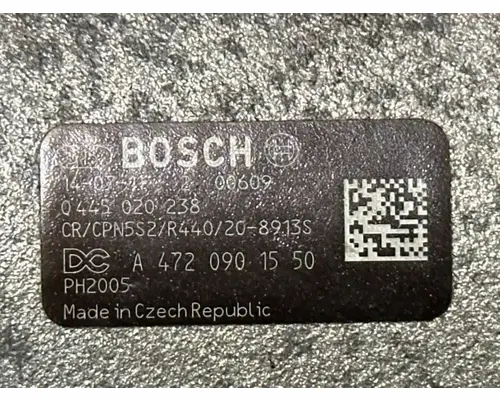 BOSCH
00609
0 445 020 238
CR/CPN5S2/R440/20-8913S
DC A 472 090 15 50
PH2005
Made in Czech Republic